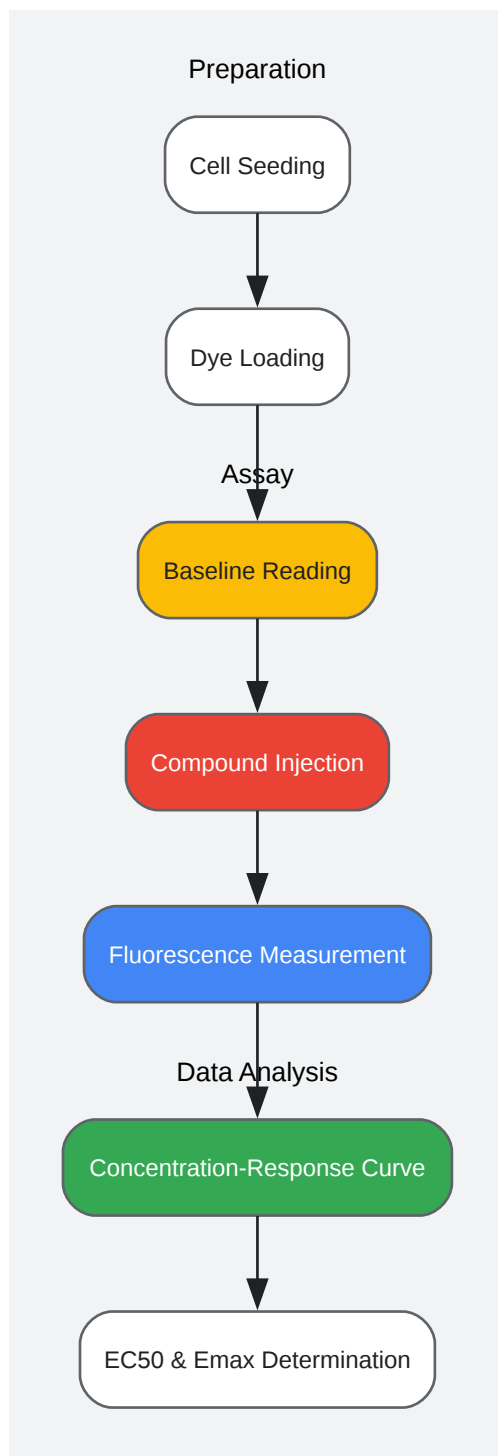 Preparation
Cell Seeding
Dye Loading
Assay
Baseline Reading
Compound Injection
Fluorescence Measurement
Data Analysis
Concentration-Response Curve
EC50 & Emax Determination